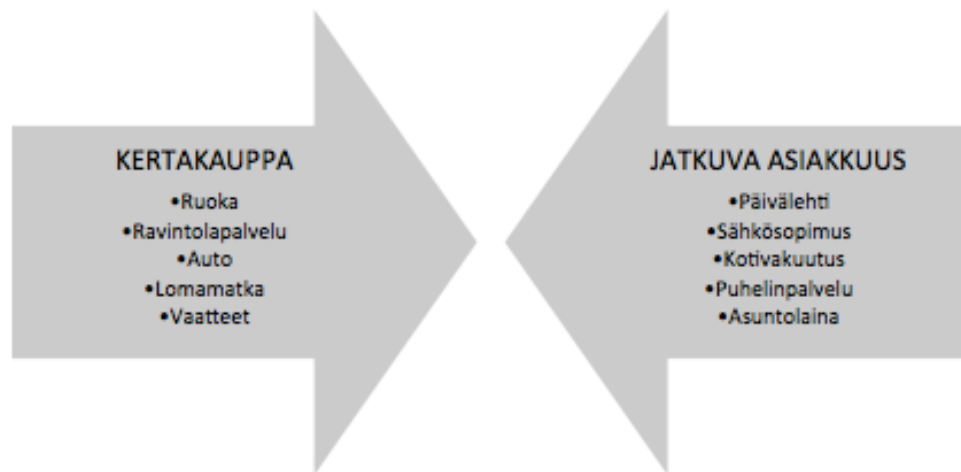 KERTAKAUPPA
•Ruoka
•Ravintolapalvelu
•Auto
•Lomamatka
•Vaatteet
JATKUVA ASIAKKUUS
•Päivälehti
•Sähkösopimus
•Kotivakuutus
•Puhelinpalvelu
•Asuntolaina